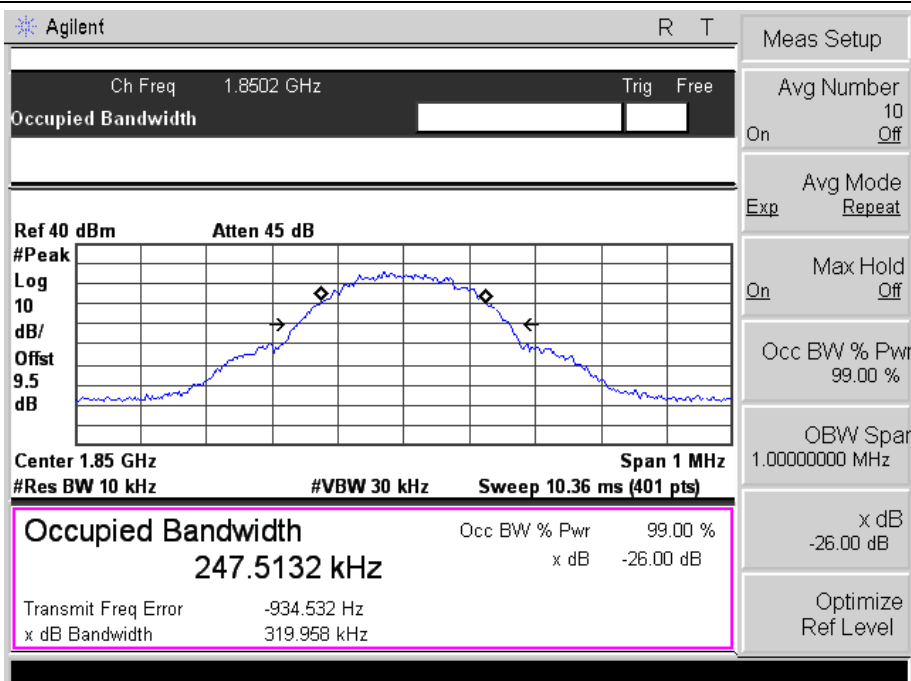 Agilent R T
Ch Freq 1.8502 GHz Trig Free
Occupied Bandwidth
Ref 40 dBm Atten 45 dB
#Peak
Log
10
dB/
Offst
9.5
dB
Center 1.85 GHz Span 1 MHz
#Res BW 10 kHz #VBW 30 kHz Sweep 10.36 ms (401 pts)
Occupied Bandwidth Occ BW % Pwr 99.00 %
247.5132 kHz x dB -26.00 dB
Transmit Freq Error -934.532 Hz
x dB Bandwidth 319.958 kHz
Meas Setup
Avg Number
10
On Off
Avg Mode
Exp Repeat
Max Hold
On Off
Occ BW % Pwr
99.00 %
OBW Span
1.00000000 MHz
x dB
-26.00 dB
Optimize
Ref Level